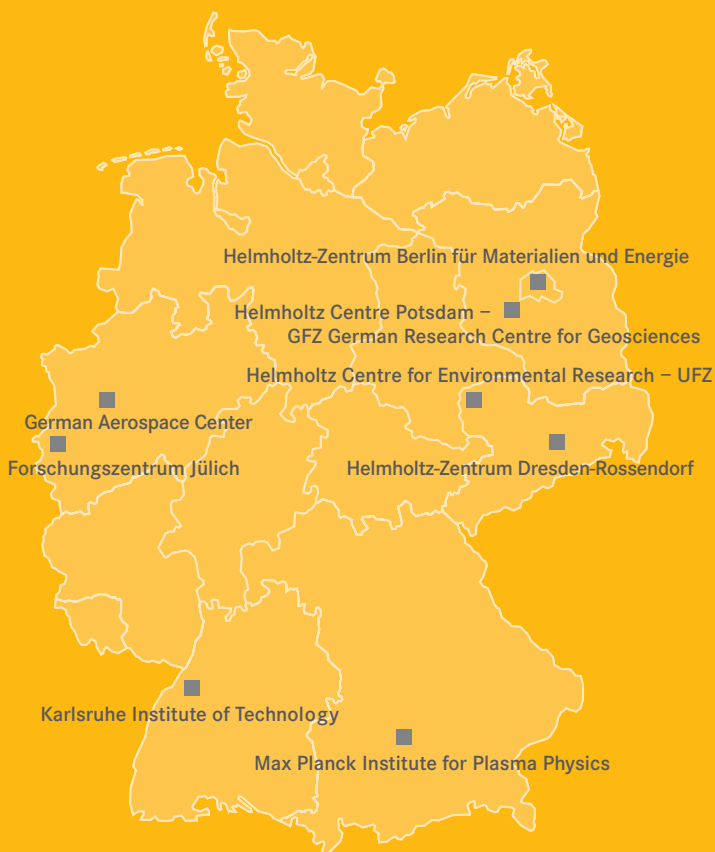 Helmholtz-Zentrum Berlin für Materialien und Energie
Helmholtz Centre Potsdam –
GFZ German Research Centre for Geosciences
Helmholtz Centre for Environmental Research – UFZ
German Aerospace Center
Forschungszentrum Jülich
Helmholtz-Zentrum Dresden-Rossendorf
Karlsruhe Institute of Technology
Max Planck Institute for Plasma Physics